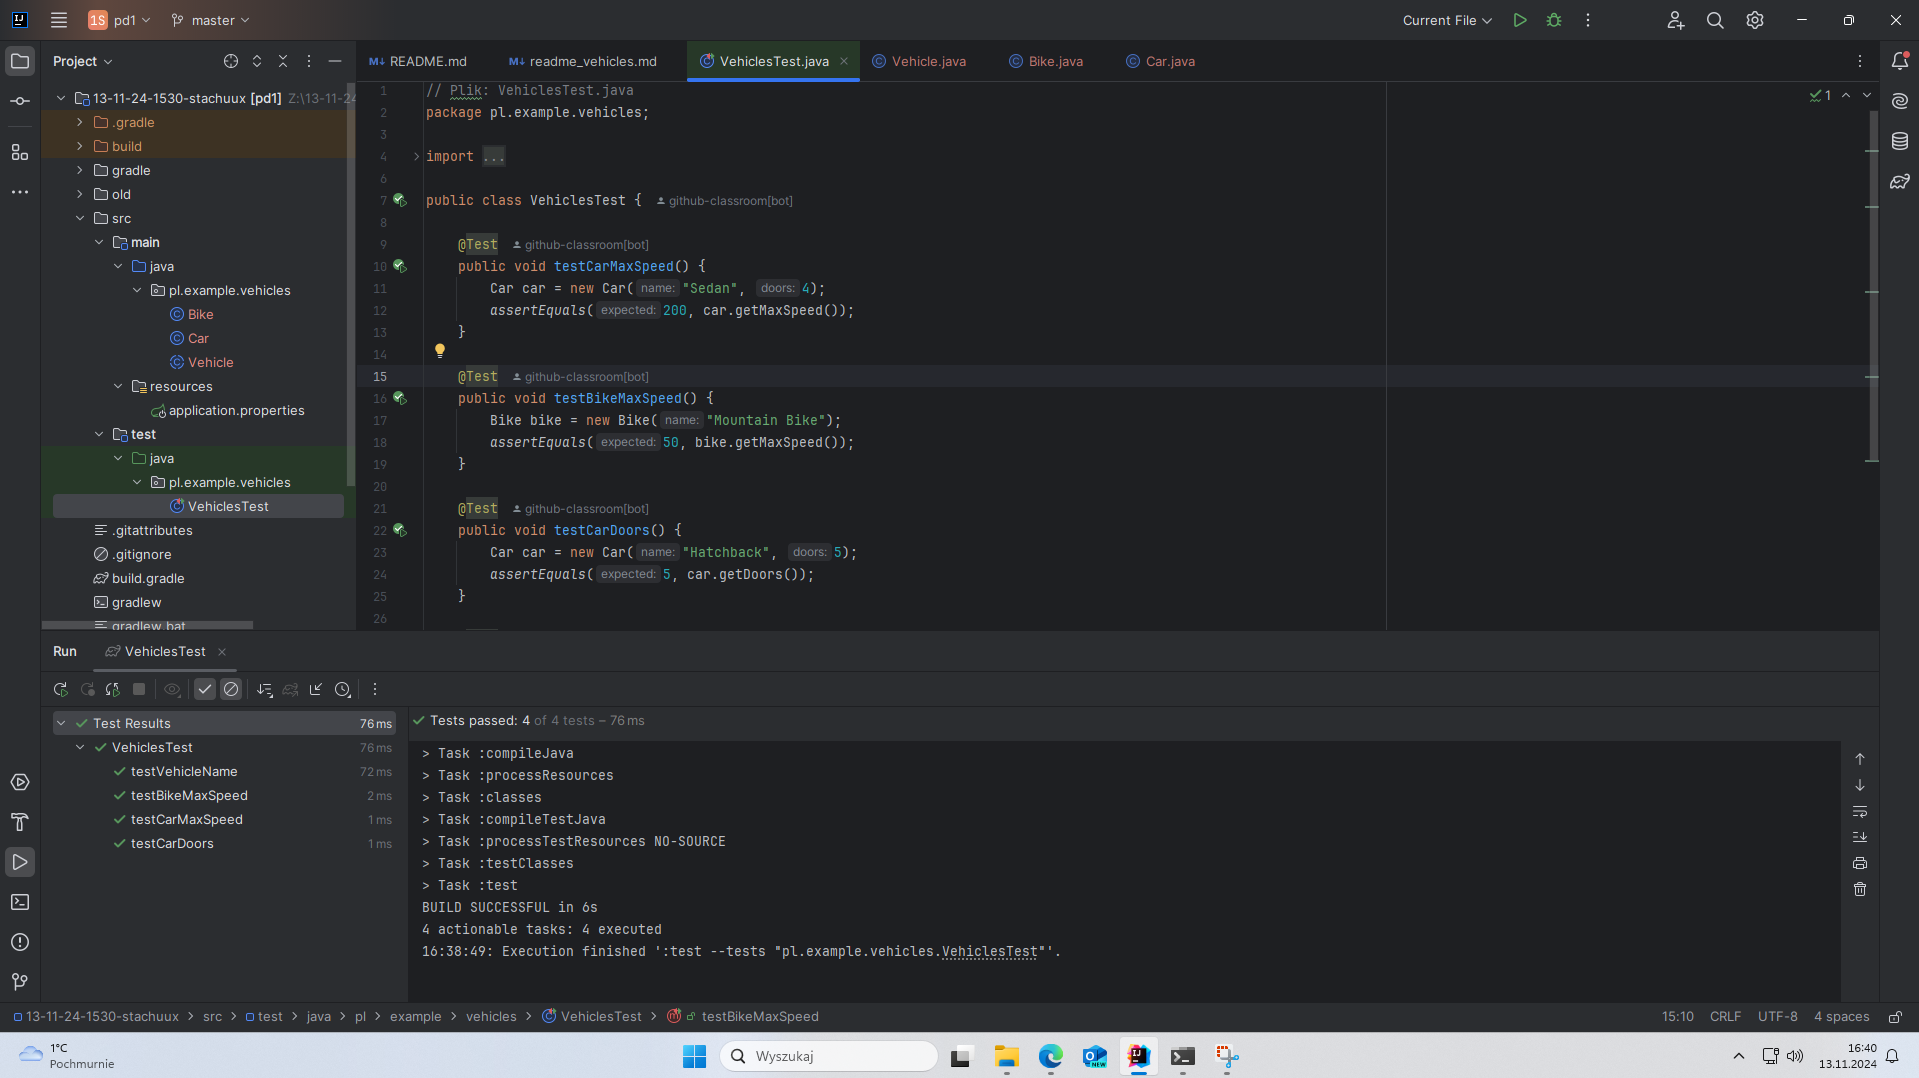 1S pd1 master
Current File
Project
README.md readme_vehicles.md VehiclesTest.java Vehicle.java Bike.java Car.java
13-11-24-1530-stachuux [pd1] Z:\13-11-24
.gradle
build
gradle
old
src
main
java
pl.example.vehicles
Bike
Car
Vehicle
resources
application.properties
test
java
pl.example.vehicles
VehiclesTest
.gitattributes
.gitignore
build.gradle
gradlew
gradlew.bat
1 // Plik: VehiclesTest.java
2 package pl.example.vehicles;
3
4 import ...
6
7 public class VehiclesTest { github-classroom[bot]
8
9 @Test github-classroom[bot]
10 public void testCarMaxSpeed() {
11 Car car = new Car( name: "Sedan", doors: 4);
12 assertEquals( expected: 200, car.getMaxSpeed());
13 }
14
15 @Test github-classroom[bot]
16 public void testBikeMaxSpeed() {
17 Bike bike = new Bike( name: "Mountain Bike");
18 assertEquals( expected: 50, bike.getMaxSpeed());
19 }
20
21 @Test github-classroom[bot]
22 public void testCarDoors() {
23 Car car = new Car( name: "Hatchback", doors: 5);
24 assertEquals( expected: 5, car.getDoors());
25 }
26
1
Run VehiclesTest
Test Results 76 ms
VehiclesTest 76 ms
testVehicleName 72 ms
testBikeMaxSpeed 2 ms
testCarMaxSpeed 1 ms
testCarDoors 1 ms
Tests passed: 4 of 4 tests – 76 ms
> Task :compileJava
> Task :processResources
> Task :classes
> Task :compileTestJava
> Task :processTestResources NO-SOURCE
> Task :testClasses
> Task :test
BUILD SUCCESSFUL in 6s
4 actionable tasks: 4 executed
16:38:49: Execution finished ':test --tests "pl.example.vehicles.VehiclesTest"'.
13-11-24-1530-stachuux > src > test > java > pl > example > vehicles > VehiclesTest > testBikeMaxSpeed
15:10 CRLF UTF-8 4 spaces
1°C
Pochmurnie
Wyszukaj
16:40
13.11.2024